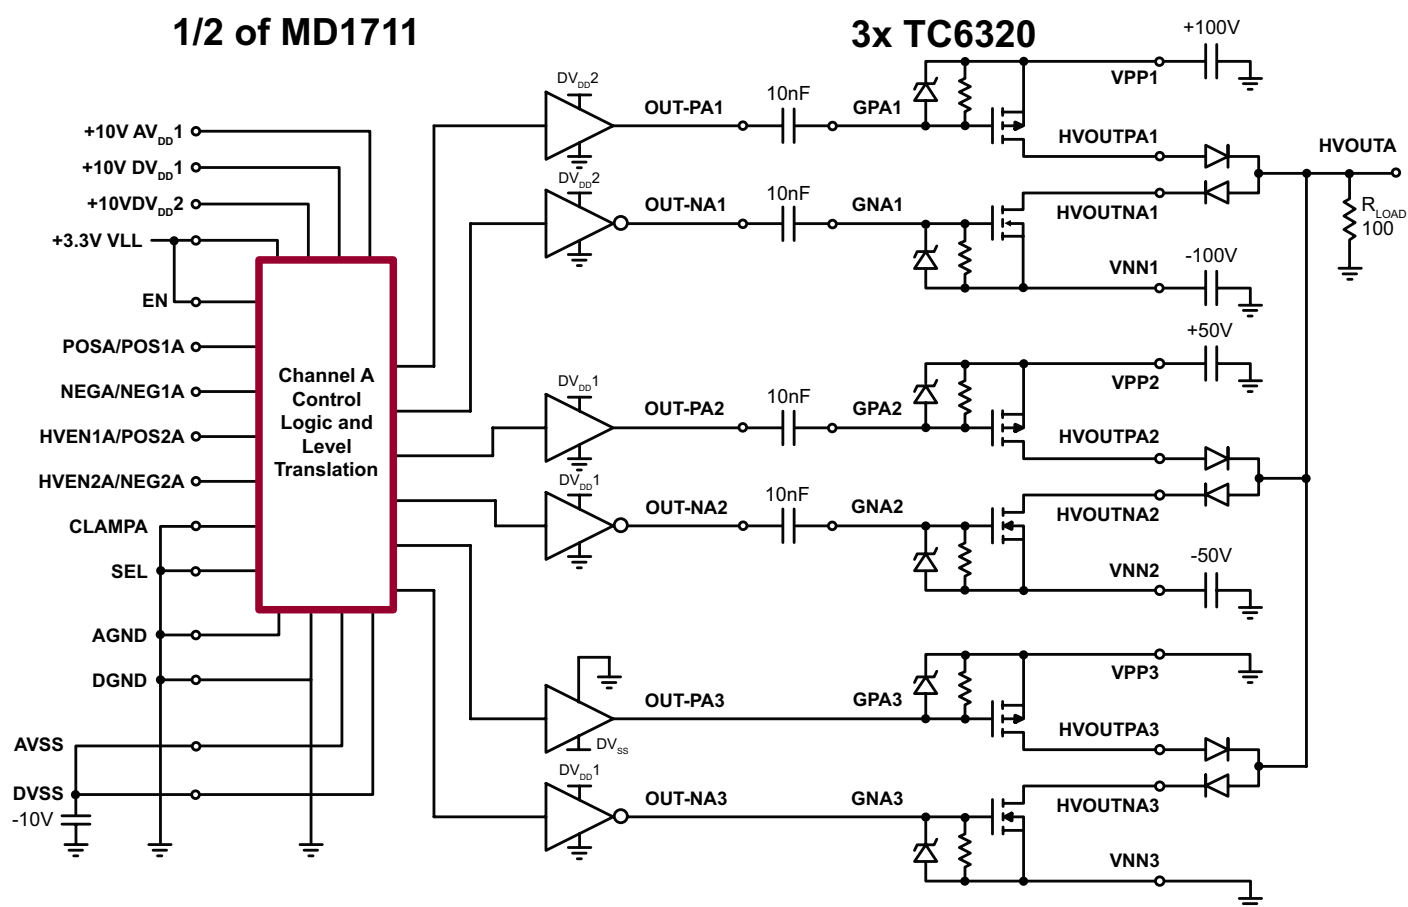 1/2 of MD1711
3x TC6320
+10V AVDD1
+10V DVDD1
+10VDVDD2
+3.3V VLL
EN
POSA/POS1A
NEGA/NEG1A
HVEN1A/POS2A
HVEN2A/NEG2A
CLAMPA
SEL
AGND
DGND
AVSS
DVSS
-10V
Channel A
Control
Logic and
Level
Translation
DVDD2
OUT-PA1
10nF
GPA1
+100V
VPP1
HVOUTPA1
DVDD2
OUT-NA1
10nF
GNA1
HVOUTNA1
-100V
VNN1
HVOUTA
RLOAD
100
DVDD1
OUT-PA2
10nF
GPA2
+50V
VPP2
HVOUTPA2
DVDD1
OUT-NA2
10nF
GNA2
HVOUTNA2
-50V
VNN2
OUT-PA3
DVSS
GPA3
VPP3
HVOUTPA3
DVDD1
OUT-NA3
GNA3
HVOUTNA3
VNN3